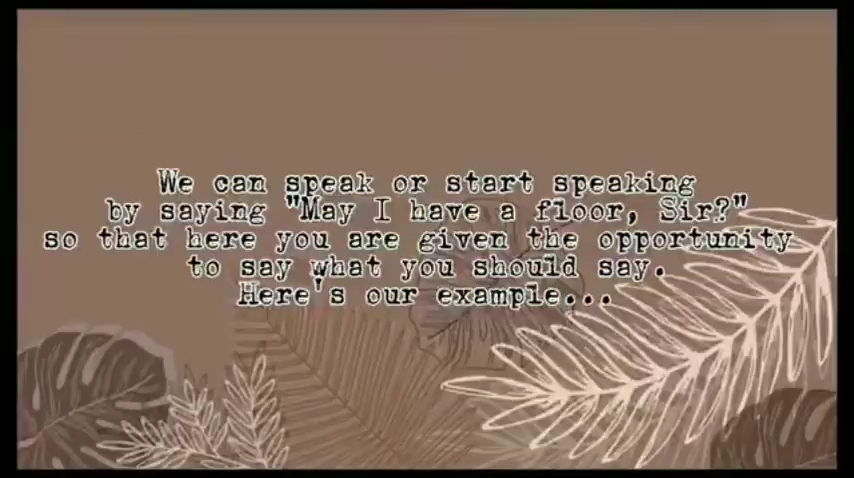 We can speak or start speaking
by saying "May I have a floor, Sir?"
so that here you are given the opportunity
to say what you should say.
Here's our example...